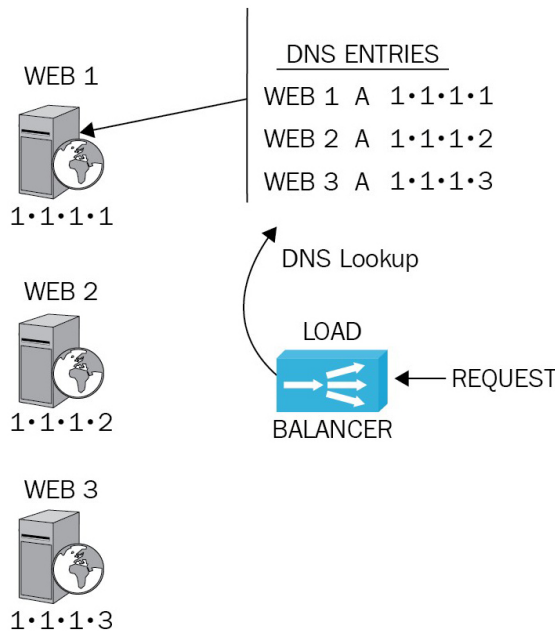 DNS ENTRIES
WEB 1 A 1·1·1·1
WEB 2 A 1·1·1·2
WEB 3 A 1·1·1·3
WEB 1
1·1·1·1
DNS Lookup
WEB 2
1·1·1·2
LOAD
BALANCER
REQUEST
WEB 3
1·1·1·3